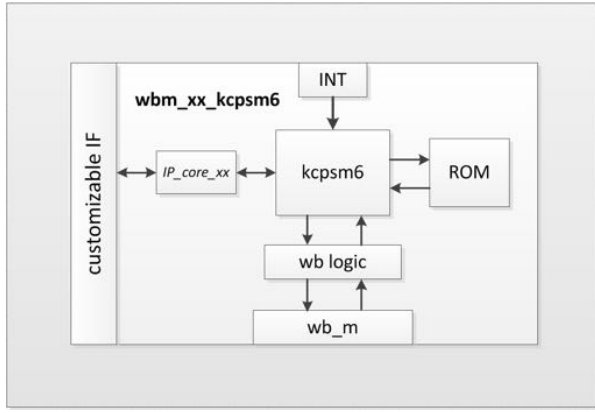 INT
wbm_xx_kcpsm6
customizable IF
IP_core_xx
kcpsm6
ROM
wb logic
wb_m